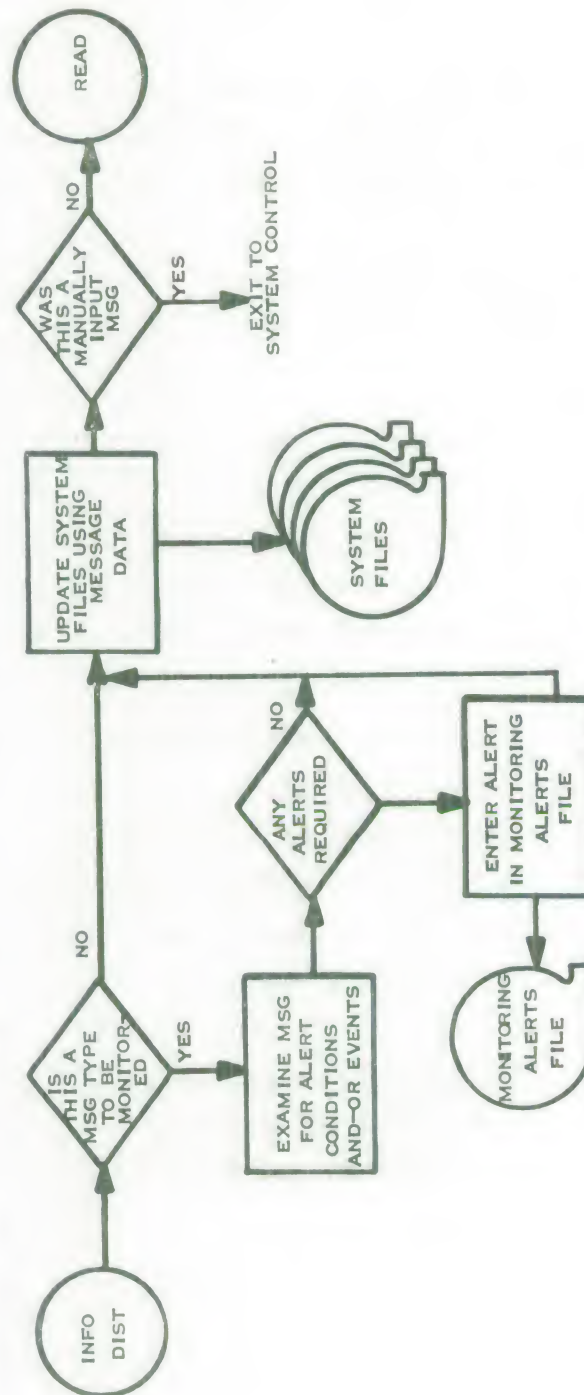 INFO
DIST
IS
THIS A
MSG TYPE
TO BE
MONITOR-
ED
NO
YES
EXAMINE MSG
FOR ALERT
CONDITIONS
AND-OR EVENTS
ANY
ALERTS
REQUIRED
NO
ENTER ALERT
IN MONITORING
ALERTS
FILE
MONITORING
ALERTS
FILE
UPDATE SYSTEM
FILES USING
MESSAGE
DATA
SYSTEM
FILES
WAS
THIS A
MANUALLY
INPUT
MSG
NO
YES
EXIT TO
SYSTEM CONTROL
READ